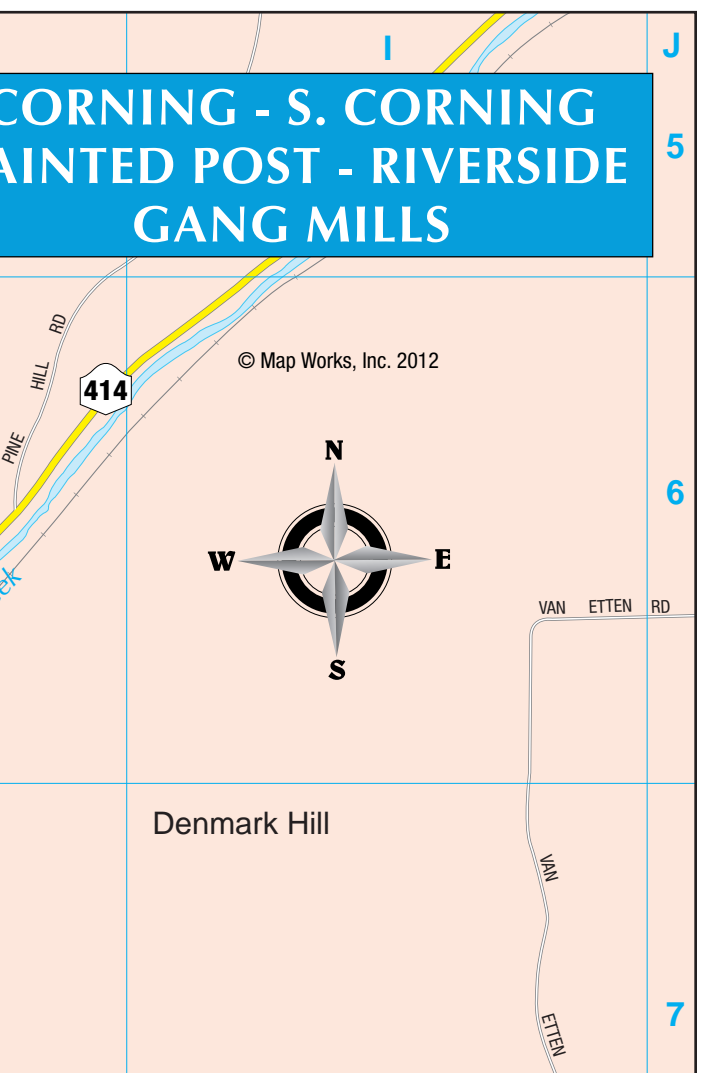 I
J
CORNING - S. CORNING
AINTED POST - RIVERSIDE
GANG MILLS
5
PINE HILL RD
414
© Map Works, Inc. 2012
N
W
E
S
6
ek
VAN ETTEN RD
Denmark Hill
VAN ETTEN
7